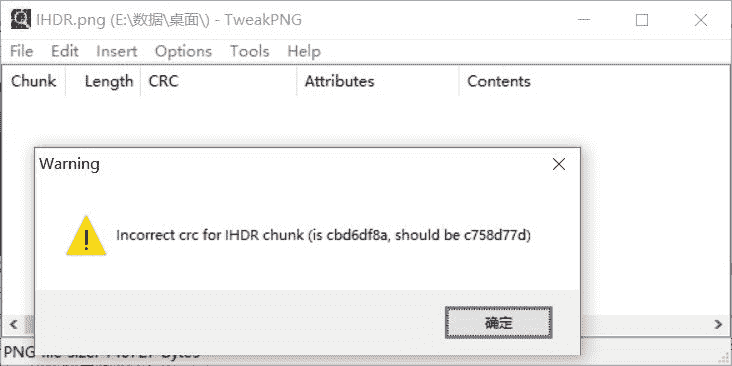 IHDR.png (E:\数据\桌面\) - TweakPNG
File Edit Insert Options Tools Help
Chunk Length CRC Attributes Contents
Warning
Incorrect crc for IHDR chunk (is cbd6df8a, should be c758d77d)
确定
PNG